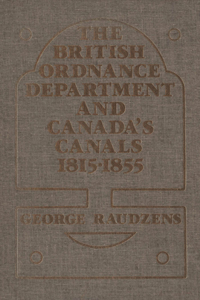 THE
BRITISH
ORDNANCE
DEPARTMENT
AND
CANADA'S
CANALS
1815-1855
GEORGE RAUDZENS